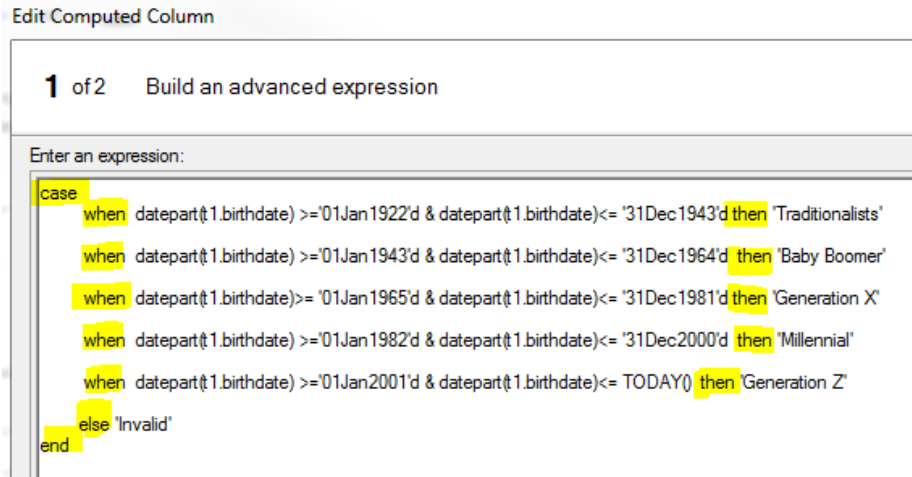 Edit Computed Column
1 of 2 Build an advanced expression
Enter an expression:
case
when datepart(t1.birthdate) >='01Jan1922'd & datepart(t1.birthdate)<= '31Dec1943'd then 'Traditionalists'
when datepart(t1.birthdate) >='01Jan1943'd & datepart(t1.birthdate)<= '31Dec1964'd then 'Baby Boomer'
when datepart(t1.birthdate)>= '01Jan1965'd & datepart(t1.birthdate)<= '31Dec1981'd then 'Generation X'
when datepart(t1.birthdate) >='01Jan1982'd & datepart(t1.birthdate)<= '31Dec2000'd then 'Millennial'
when datepart(t1.birthdate) >='01Jan2001'd & datepart(t1.birthdate)<= TODAY() then 'Generation Z'
else 'Invalid'
end